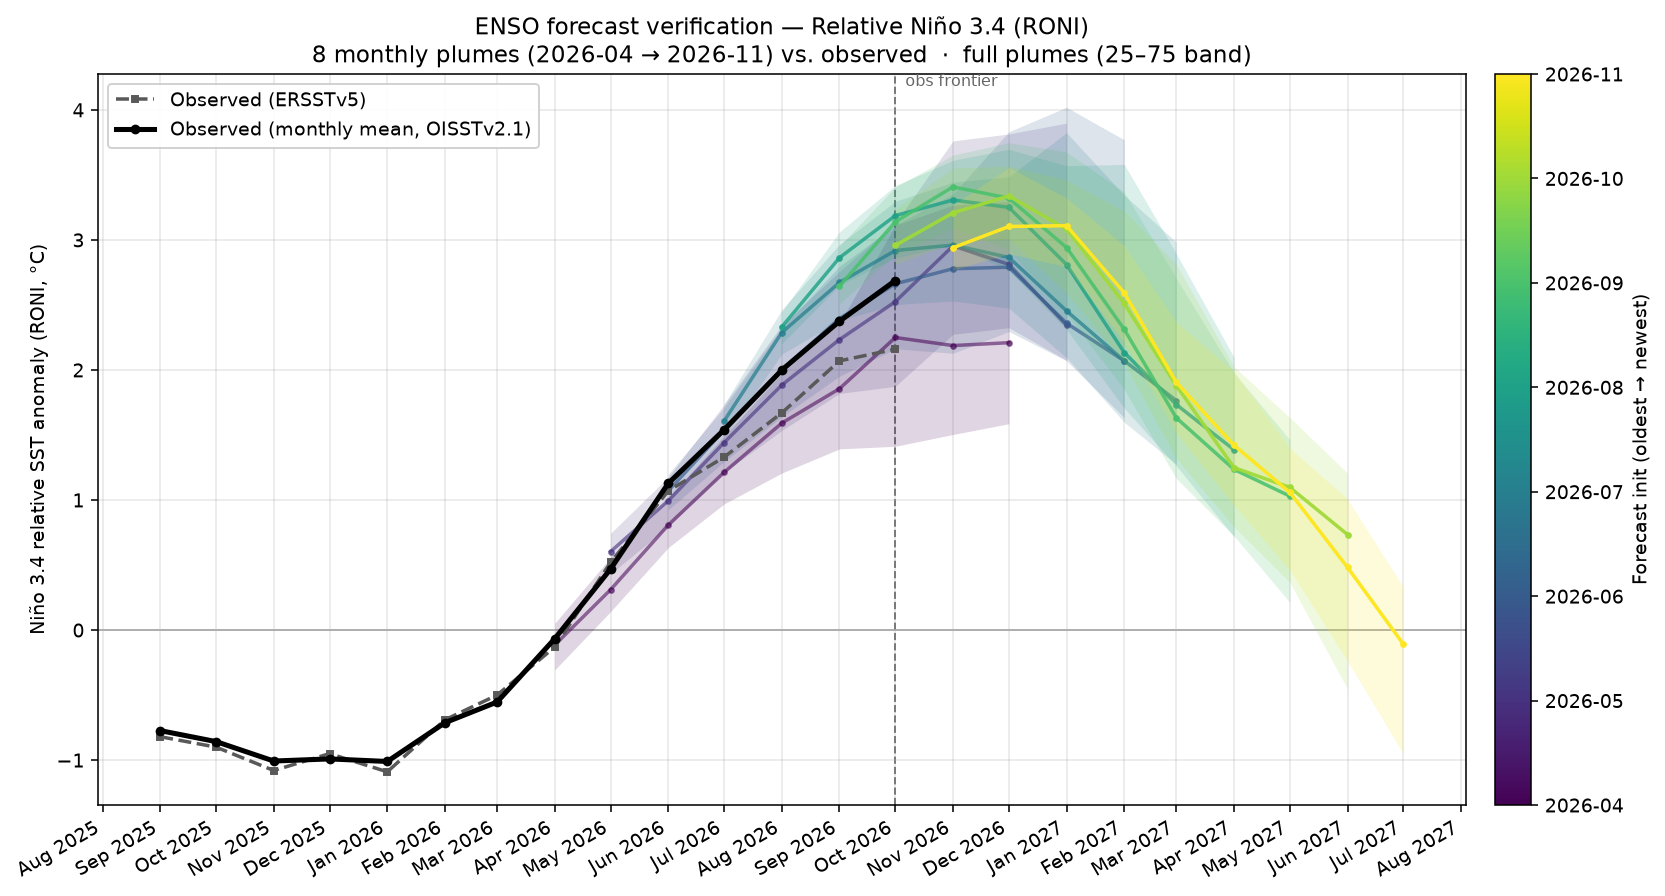 ENSO forecast verification — Relative Niño 3.4 (RONI)
8 monthly plumes (2026-04 → 2026-11) vs. observed · full plumes (25–75 band)
obs frontier
Observed (ERSSTv5)
Observed (monthly mean, OISSTv2.1)
Niño 3.4 relative SST anomaly (RONI, °C)
4
3
2
1
0
−1
Aug 2025
Sep 2025
Oct 2025
Nov 2025
Dec 2025
Jan 2026
Feb 2026
Mar 2026
Apr 2026
May 2026
Jun 2026
Jul 2026
Aug 2026
Sep 2026
Oct 2026
Nov 2026
Dec 2026
Jan 2027
Feb 2027
Mar 2027
Apr 2027
May 2027
Jun 2027
Jul 2027
Aug 2027
2026-11
2026-10
2026-09
2026-08
2026-07
2026-06
2026-05
2026-04
Forecast init (oldest → newest)